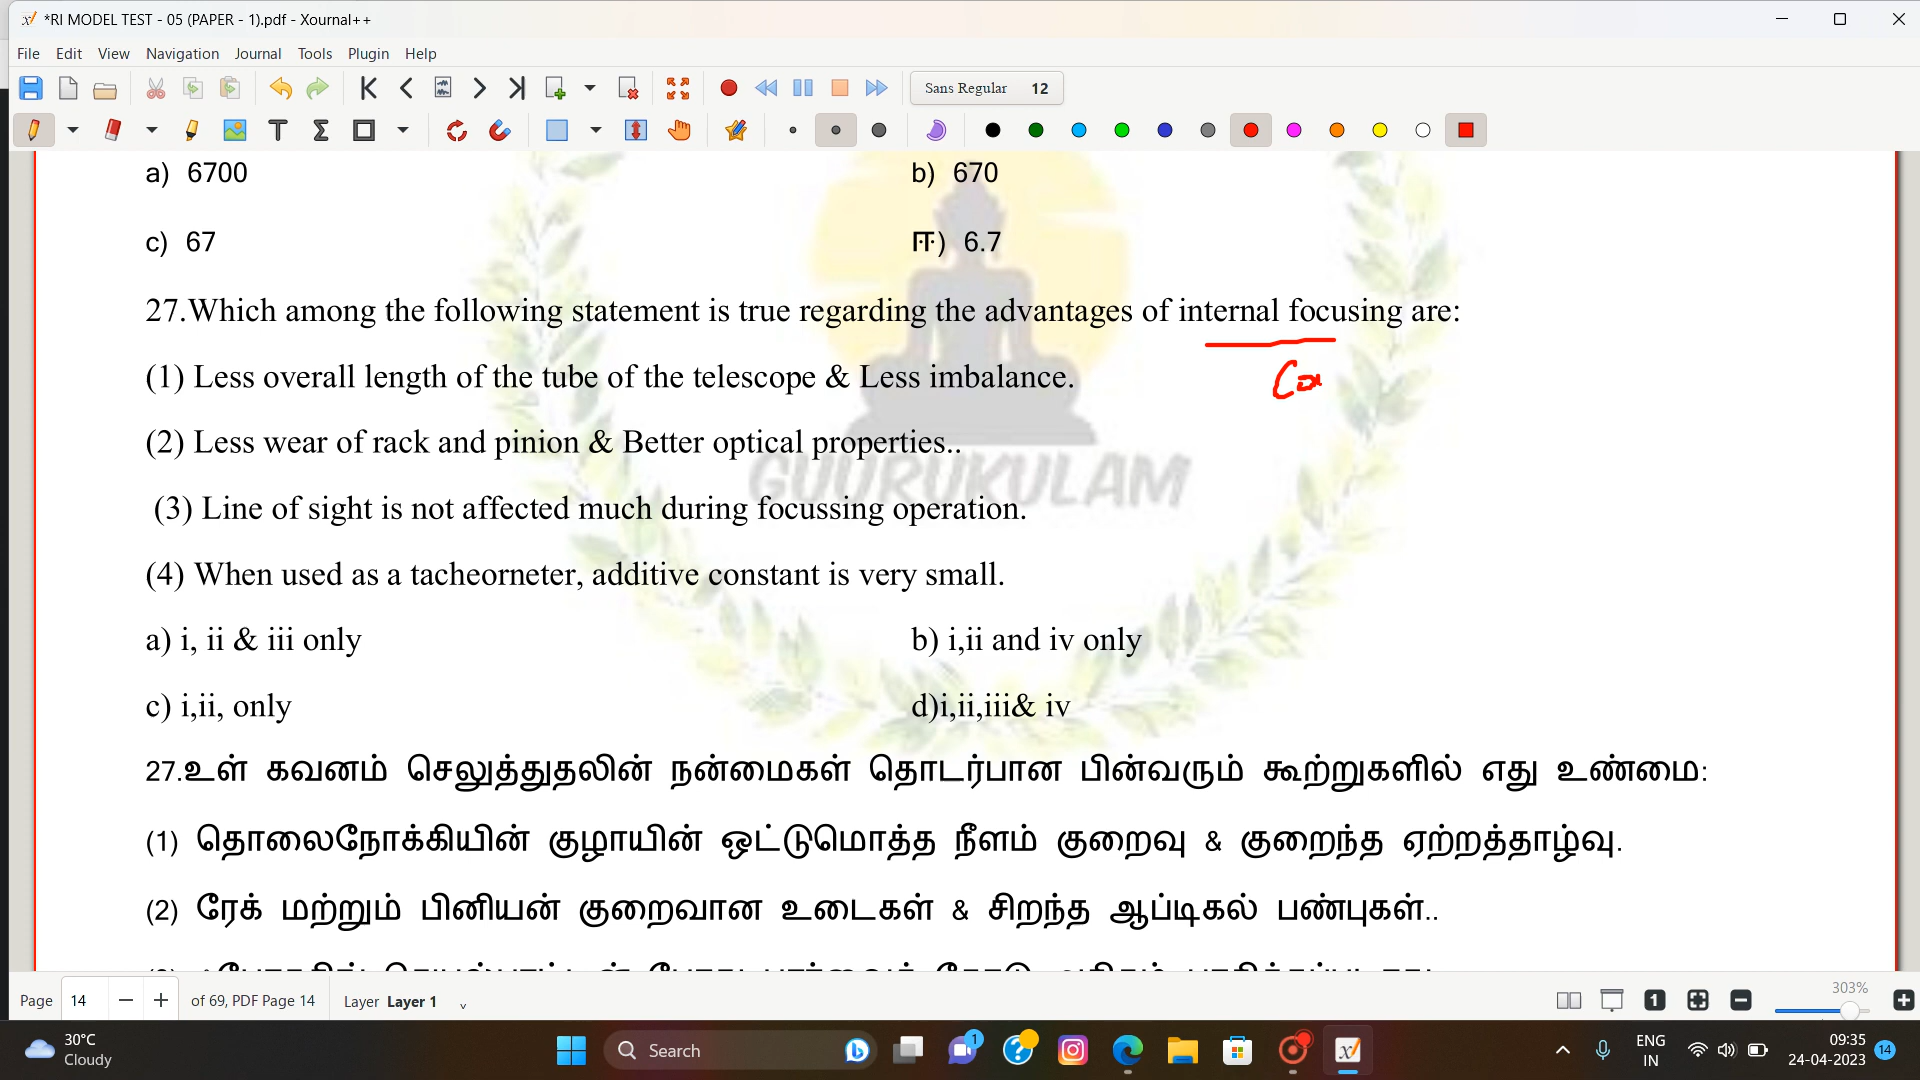 *RI MODEL TEST - 05 (PAPER - 1).pdf - Xournal++
File Edit View Navigation Journal Tools Plugin Help
Sans Regular 12
a) 6700 b) 670
c) 67 ஈ) 6.7
27.Which among the following statement is true regarding the advantages of internal focusing are:
(1) Less overall length of the tube of the telescope & Less imbalance.
(2) Less wear of rack and pinion & Better optical properties..
GUURUKULAM
(3) Line of sight is not affected much during focussing operation.
(4) When used as a tacheorneter, additive constant is very small.
a) i, ii & iii only b) i,ii and iv only
c) i,ii, only d)i,ii,iii& iv
27.உள் கவனம் செலுத்துதலின் நன்மைகள் தொடர்பான பின்வரும் கூற்றுகளில் எது உண்மை:
(1) தொலைநோக்கியின் குழாயின் ஒட்டுமொத்த நீளம் குறைவு & குறைந்த ஏற்றத்தாழ்வு.
(2) ரேக் மற்றும் பினியன் குறைவான உடைகள் & சிறந்த ஆப்டிகல் பண்புகள்..
Page 14 of 69, PDF Page 14 Layer Layer 1 303%
30°C
Cloudy
Search
1
ENG
IN
09:35
24-04-2023
14